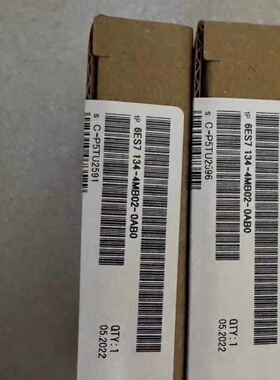 1P 6ES7 134-4MB02-0AB0
S C-P5TU2591
QTY: 1
05.2022
1P 6ES7 134-4MB02-0AB0
S C-P5TU2596
QTY: 1
05.2022